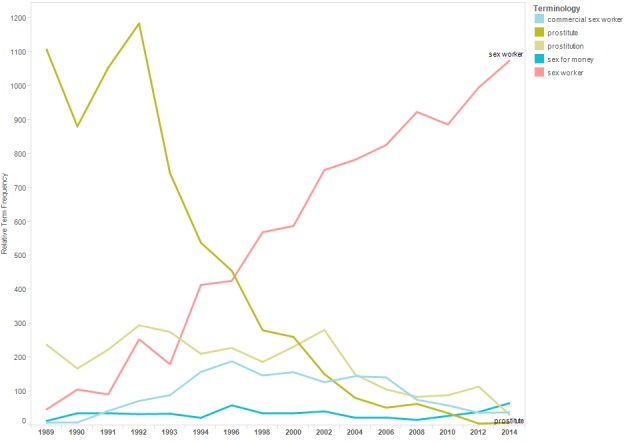 Terminology
commercial sex worker
prostitute
prostitution
sex for money
sex worker
1200
1100
1000
900
800
700
600
500
400
300
200
100
0
Relative Term Frequency
sex worker
prostitute
1989 1990 1991 1992 1993 1994 1996 1998 2000 2002 2004 2006 2008 2010 2012 2014